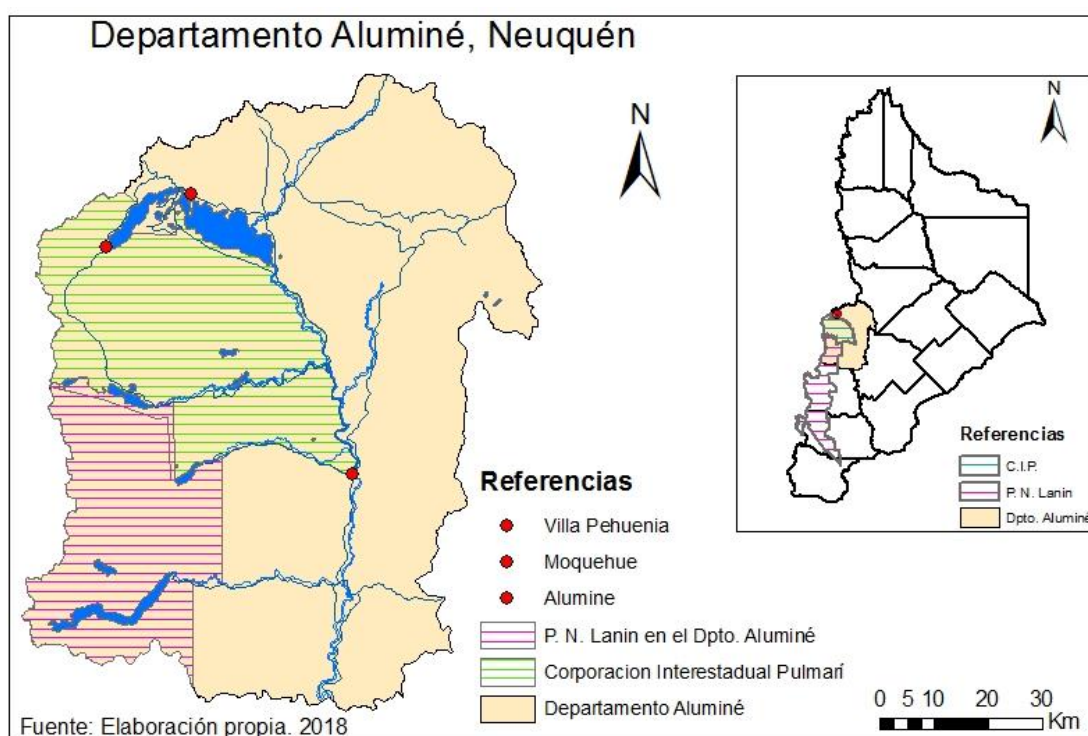 Departamento Aluminé, Neuquén
N
N
Referencias
C.I.P.
P. N. Lanin
Dpto. Aluminé
Referencias
Villa Pehuenia
Moquehue
Alumine
P. N. Lanin en el Dpto. Aluminé
Corporacion Interestadual Pulmarí
Departamento Aluminé
0 5 10 20 30
Km
Fuente: Elaboración propia. 2018